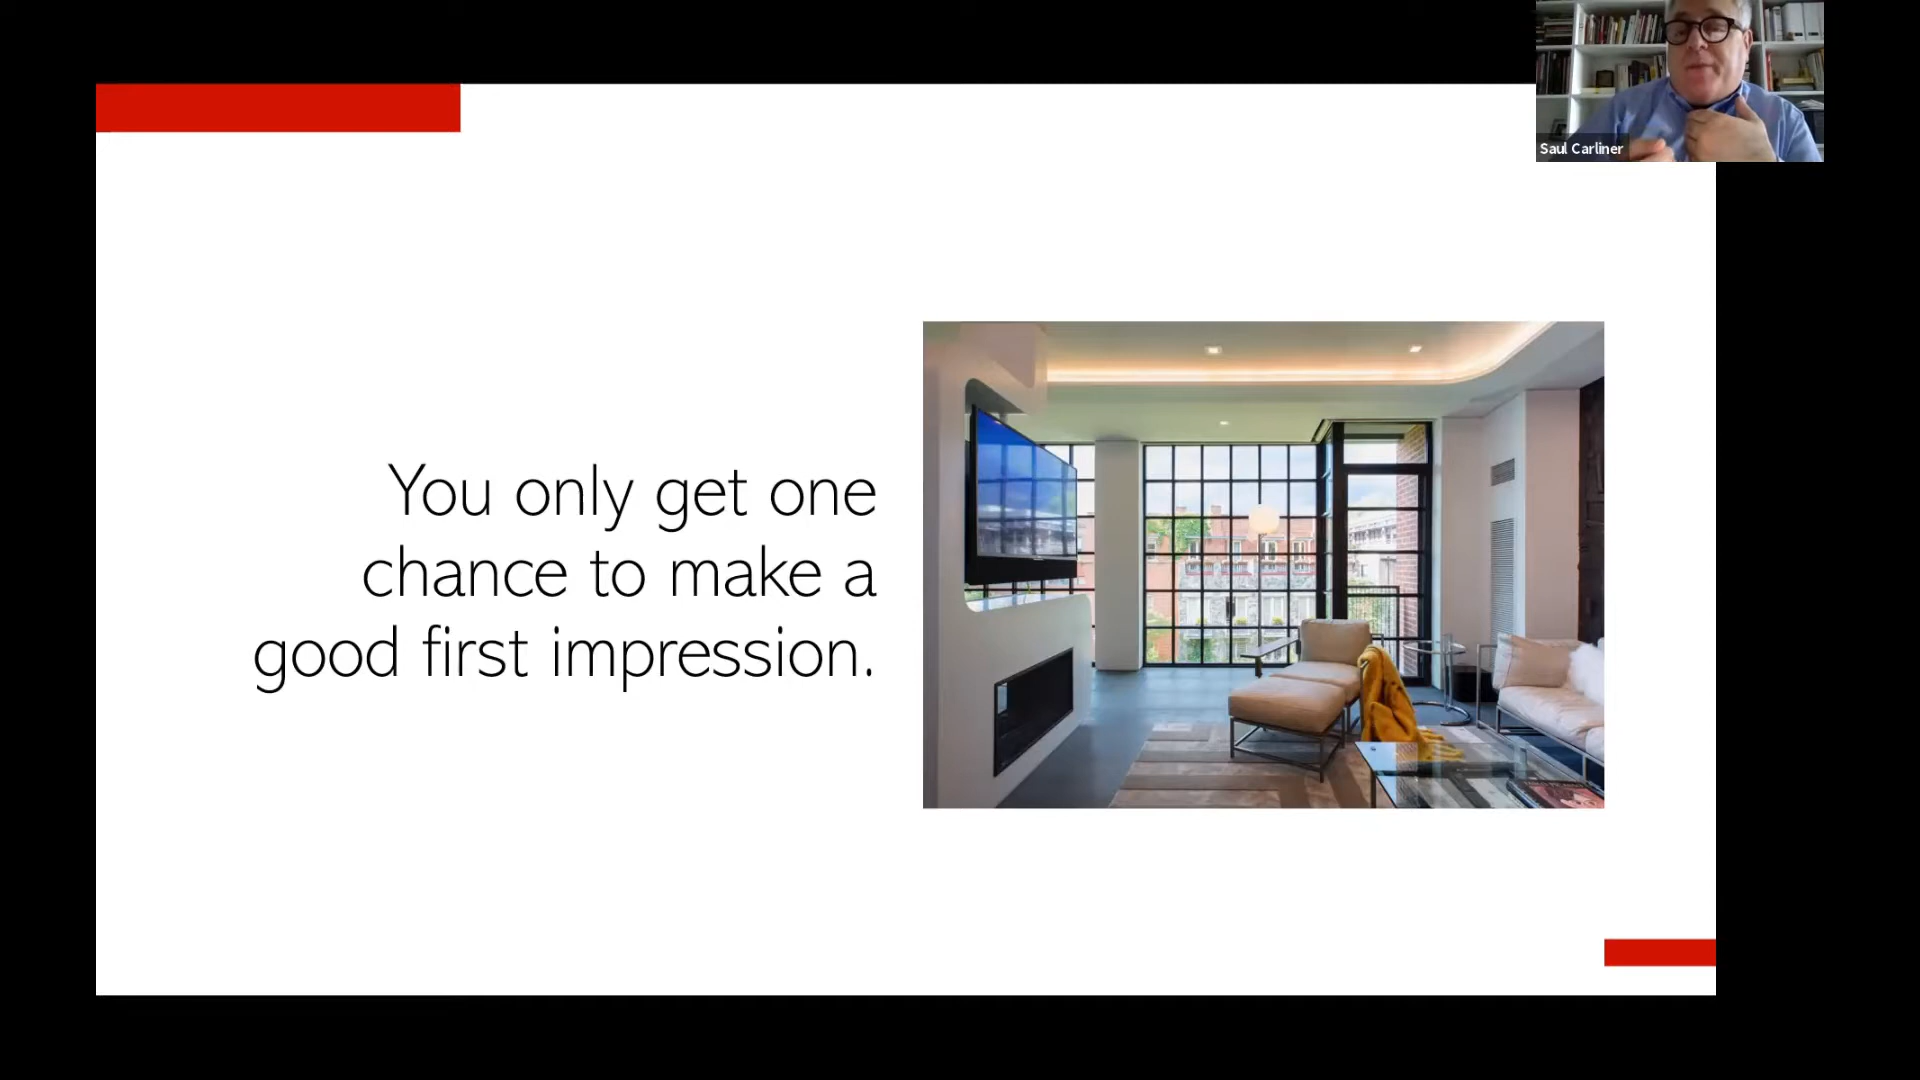 Saul Carliner
You only get one
chance to make a
good first impression.